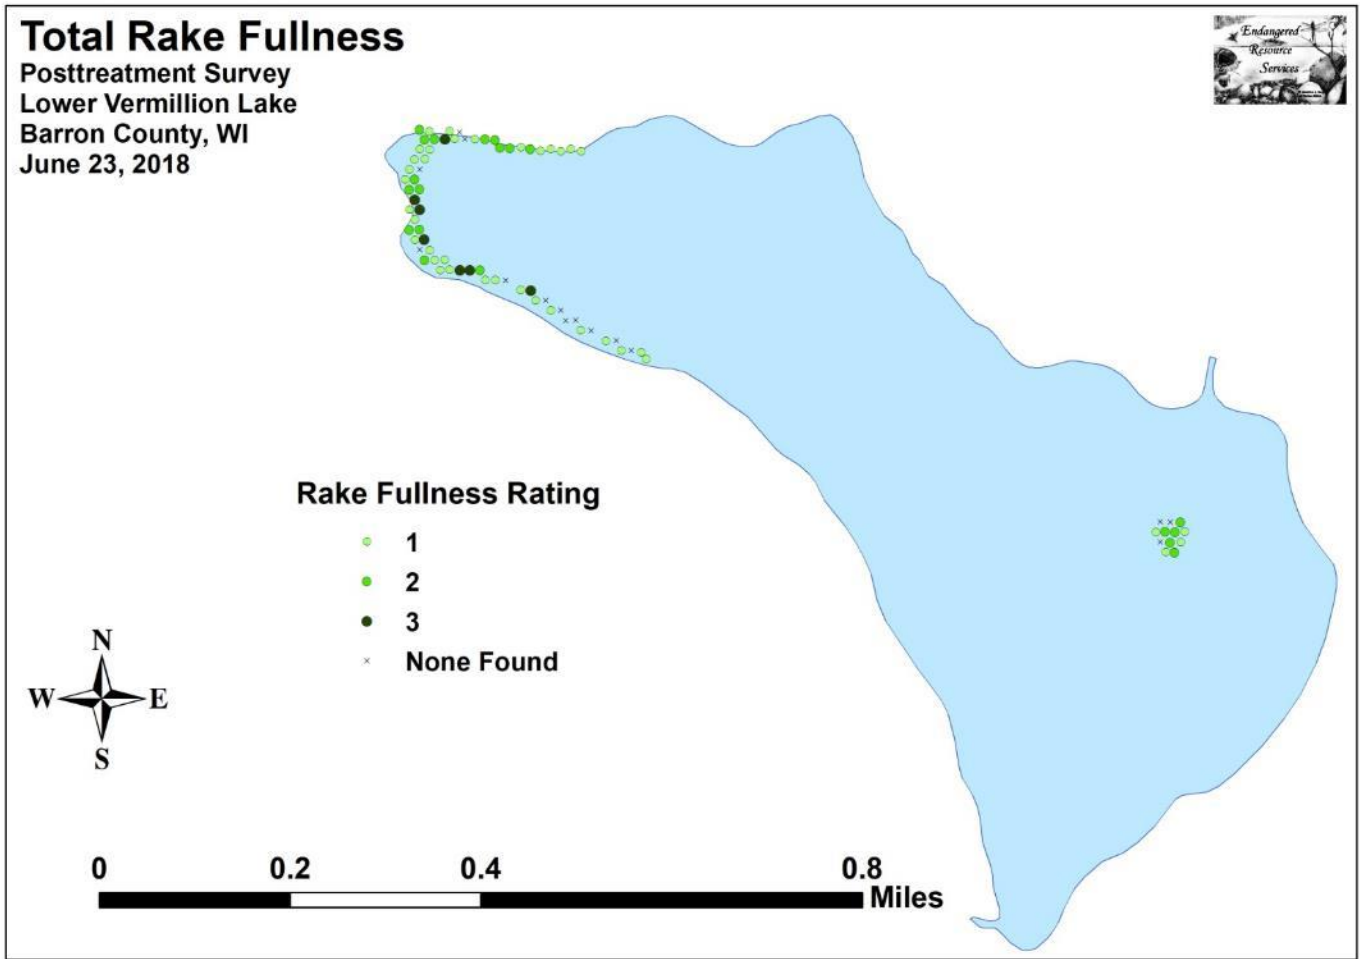 Total Rake Fullness
Posttreatment Survey
Lower Vermillion Lake
Barron County, WI
June 23, 2018
Endangered
Resource
Services
Rake Fullness Rating
1
2
3
None Found
N
W E
S
0 0.2 0.4 0.8
Miles